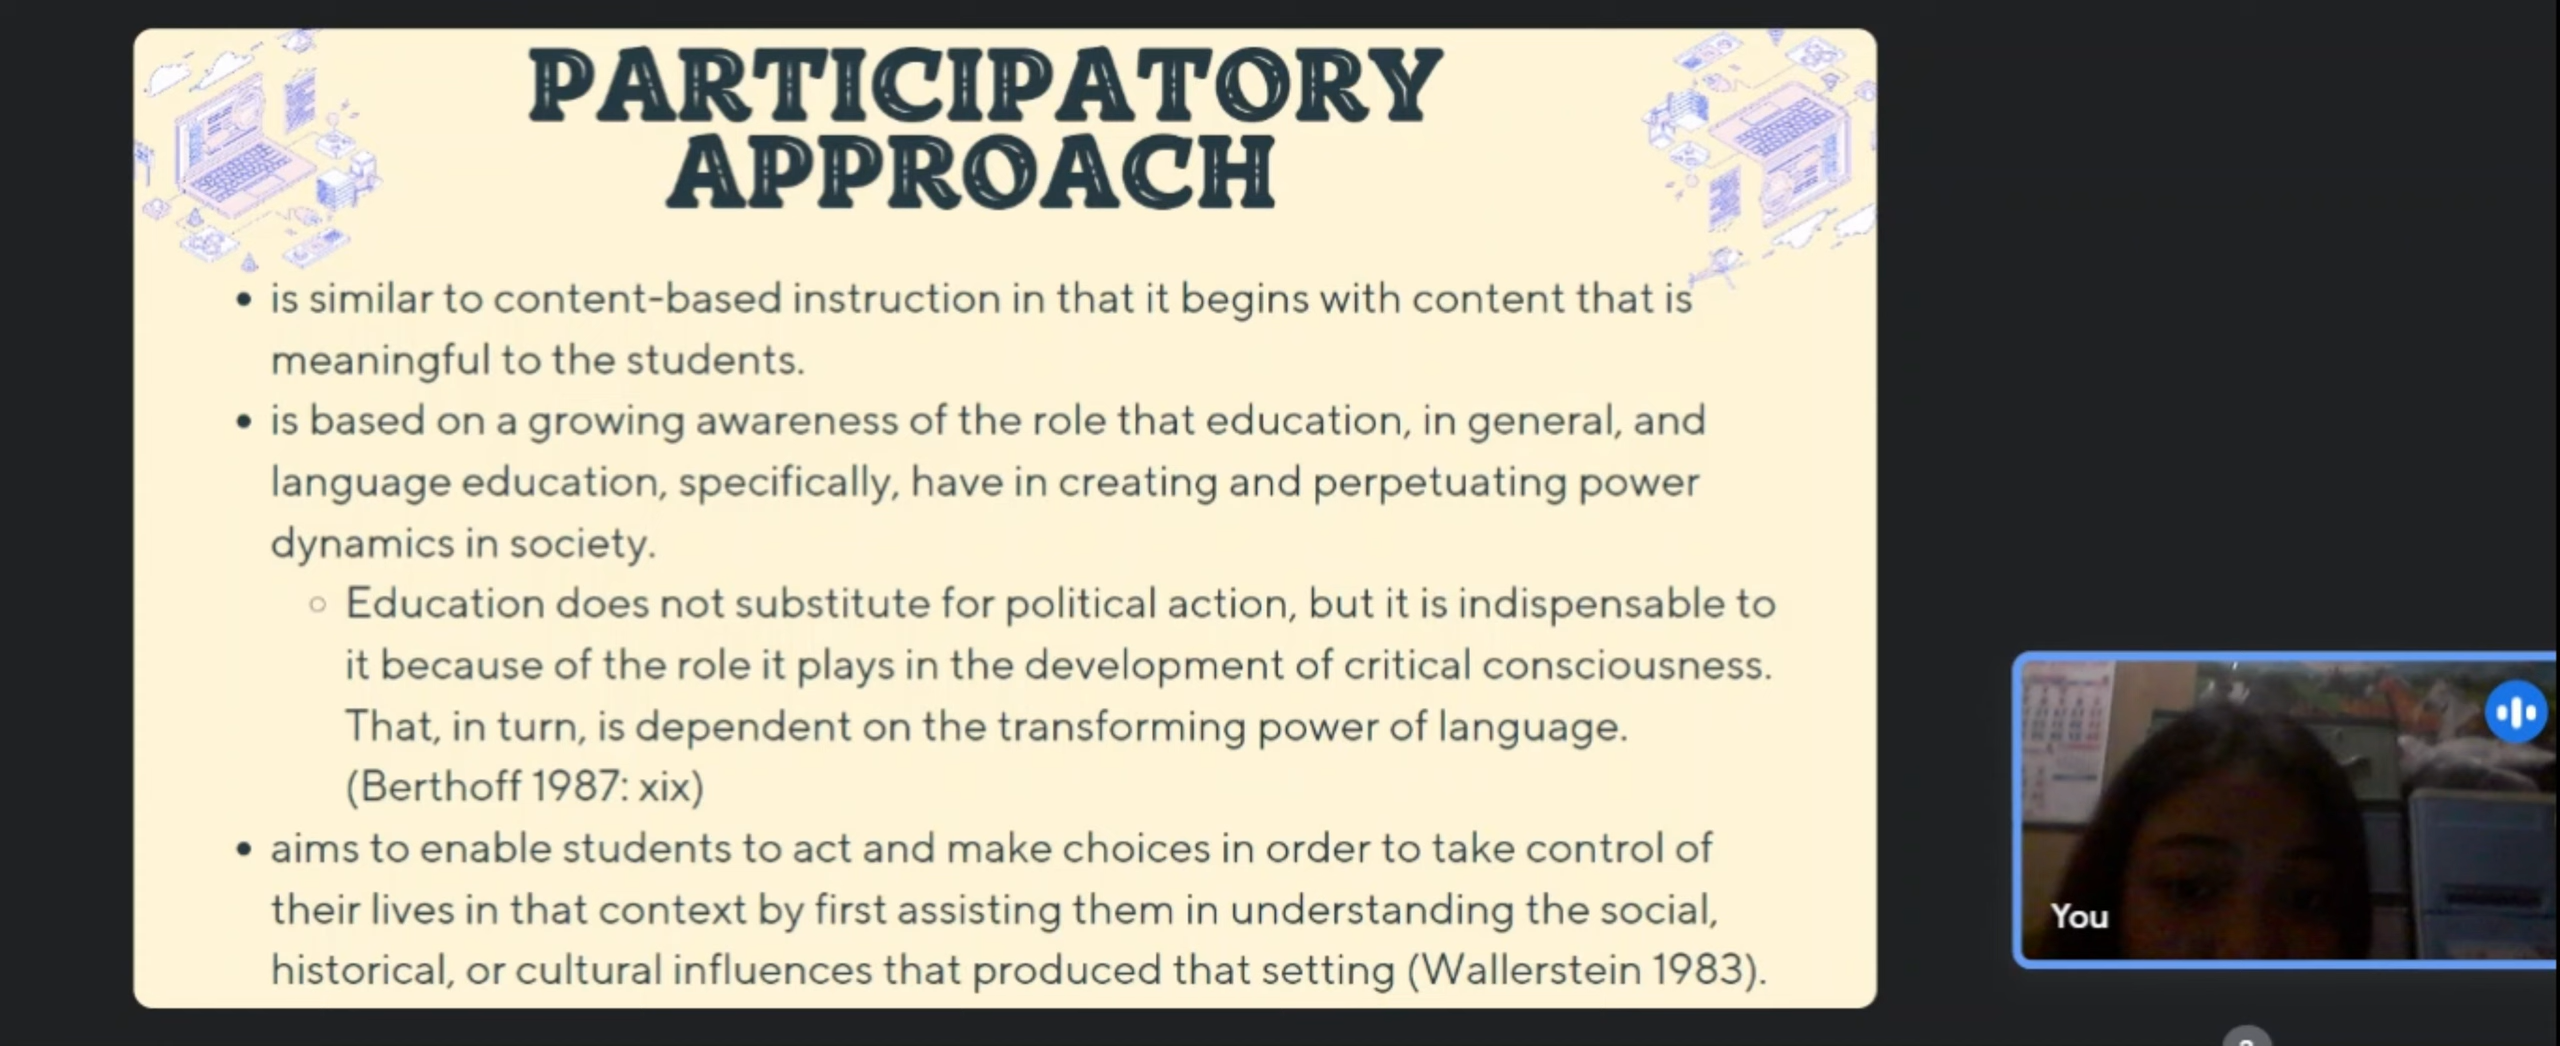 PARTICIPATORY
APPROACH
• is similar to content-based instruction in that it begins with content that is
meaningful to the students.
• is based on a growing awareness of the role that education, in general, and
language education, specifically, have in creating and perpetuating power
dynamics in society.
○ Education does not substitute for political action, but it is indispensable to
it because of the role it plays in the development of critical consciousness.
That, in turn, is dependent on the transforming power of language.
(Berthoff 1987: xix)
• aims to enable students to act and make choices in order to take control of
their lives in that context by first assisting them in understanding the social,
historical, or cultural influences that produced that setting (Wallerstein 1983).
You